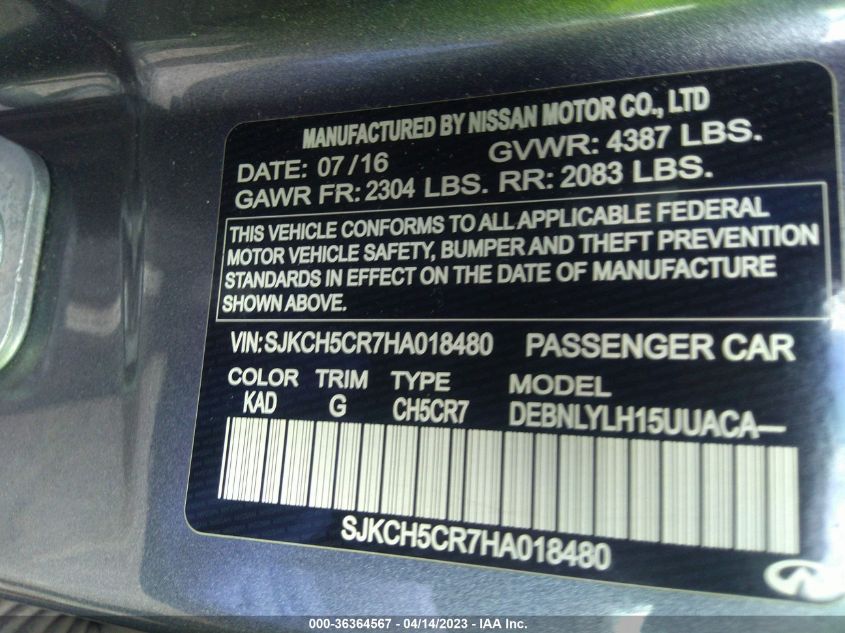 MANUFACTURED BY NISSAN MOTOR CO., LTD
DATE: 07/16 GVWR: 4387 LBS.
GAWR FR: 2304 LBS. RR: 2083 LBS.
THIS VEHICLE CONFORMS TO ALL APPLICABLE FEDERAL
MOTOR VEHICLE SAFETY, BUMPER AND THEFT PREVENTION
STANDARDS IN EFFECT ON THE DATE OF MANUFACTURE
SHOWN ABOVE.
VIN: SJKCH5CR7HA018480 PASSENGER CAR
COLOR TRIM TYPE MODEL
KAD G CH5CR7 DEBNLYLH15UUACA—
SJKCH5CR7HA018480
000-36364567 - 04/14/2023 - IAA Inc.